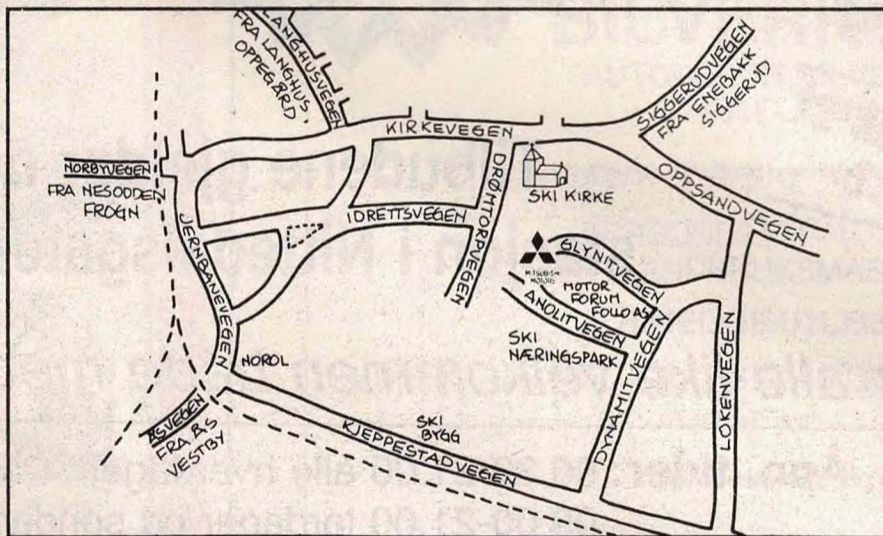 LANGHUSVEGEN
FRA LANGHUS,
OPPEGÅRD
SIGGERUDVEGEN
FRA ENEBAKK
SIGGERUD
KIRKEVEGEN
NORBYVEGEN
FRA NESODDEN
FROGN
DRØMTORPVEGEN
SKI KIRKE
OPPSANDVEGEN
IDRETTSVEGEN
JERNBANEVEGEN
GLYNITVEGEN
MOTOR
FORUM
FOLLO AS
ANOLITVEGEN
SKI
NÆRINGSPARK
DYNAMITVEGEN
LOKENVEGEN
NOROL
ÅSVEGEN
FRA ÅS
VESTBY
SKI
BYGG
KJEPPESTADVEGEN